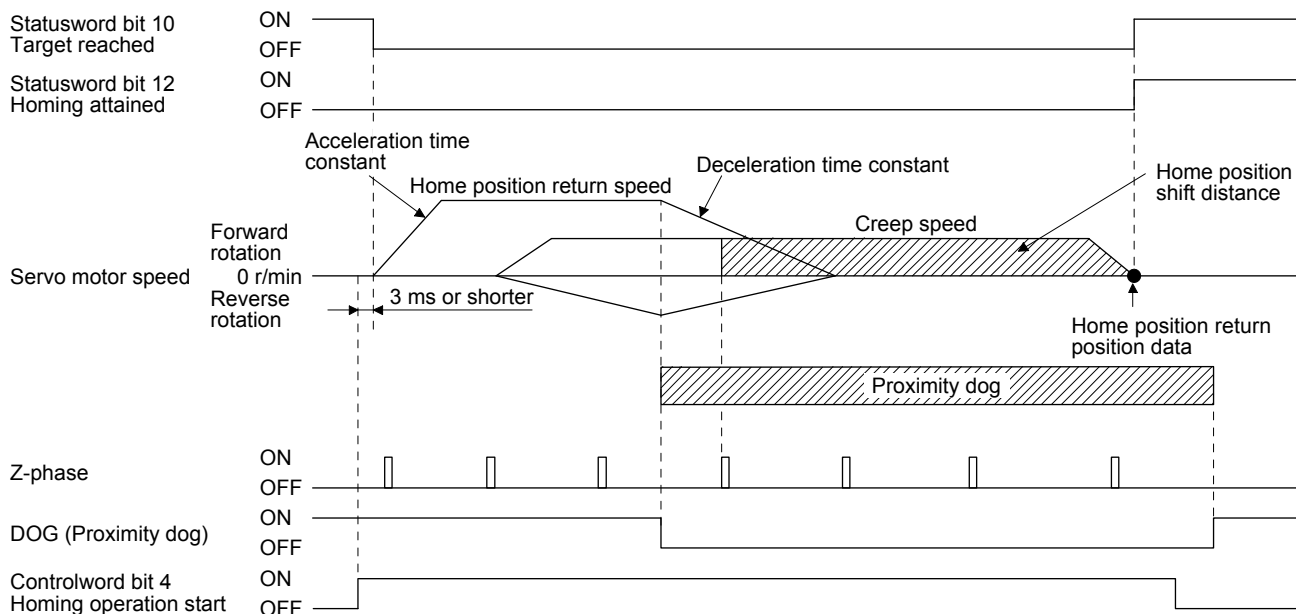 Statusword bit 10
Target reached
ON
OFF
Statusword bit 12
Homing attained
ON
OFF
Acceleration time
constant
Home position return speed
Deceleration time constant
Home position
shift distance
Creep speed
Servo motor speed
Forward
rotation
0 r/min
Reverse
rotation
3 ms or shorter
Home position return
position data
Proximity dog
Z-phase
ON
OFF
DOG (Proximity dog)
ON
OFF
Controlword bit 4
Homing operation start
ON
OFF